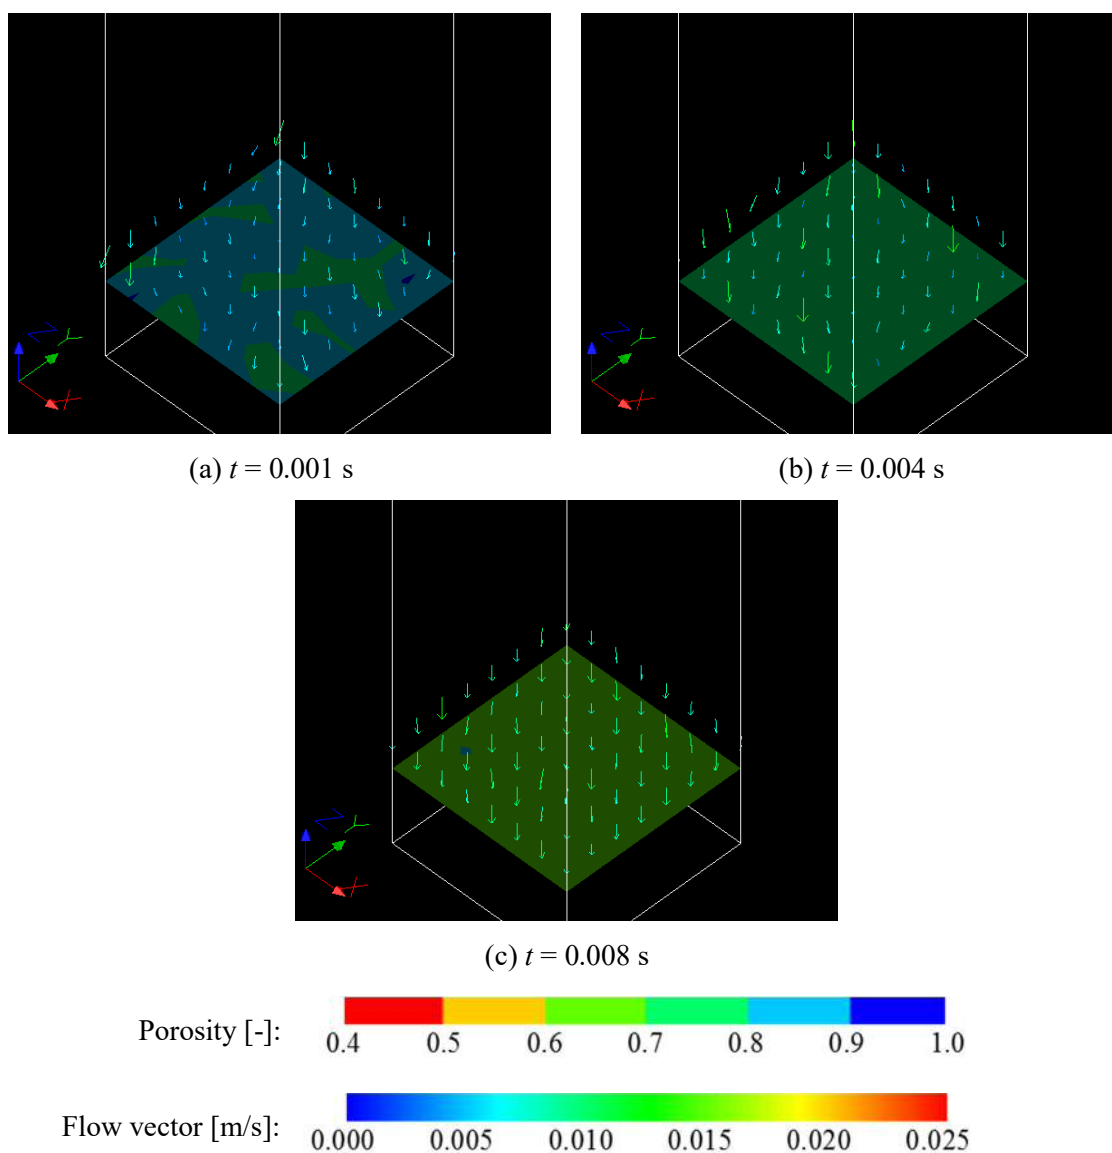 Z Y X
(a) t = 0.001 s
Z Y X
(b) t = 0.004 s
Z Y X
(c) t = 0.008 s
Porosity [-]:
0.4 0.5 0.6 0.7 0.8 0.9 1.0
Flow vector [m/s]:
0.000 0.005 0.010 0.015 0.020 0.025